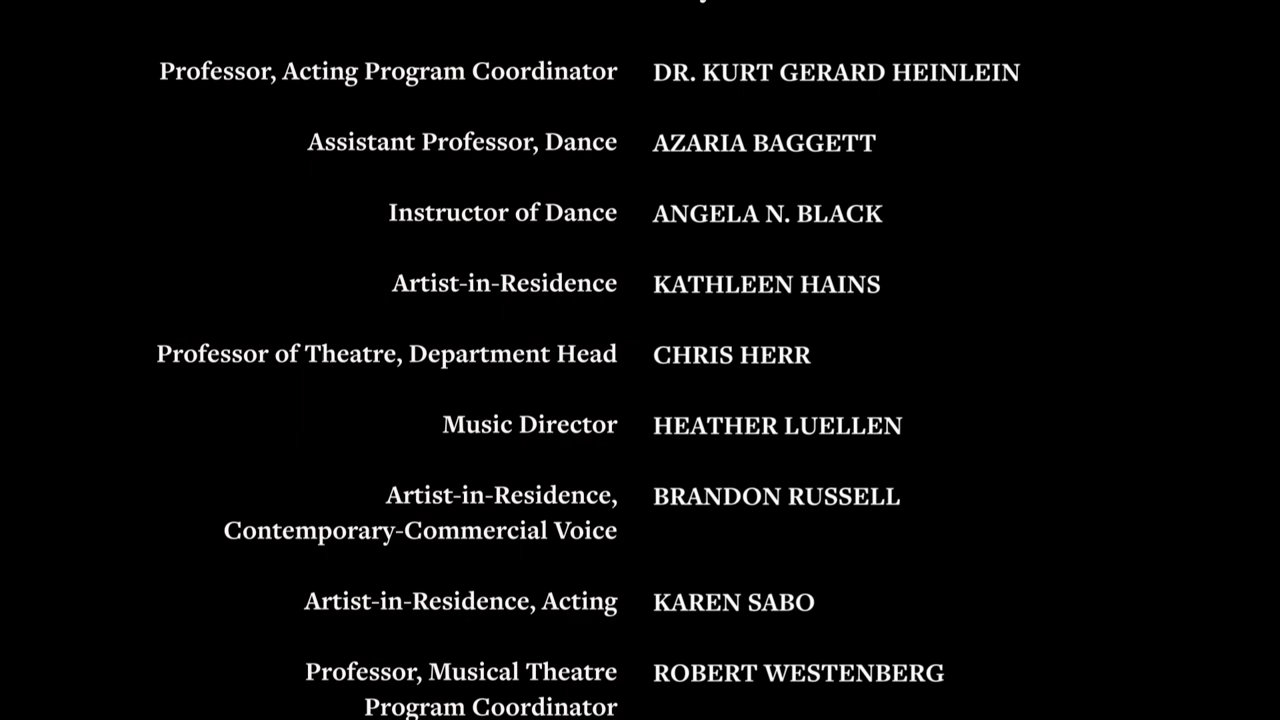 Professor, Acting Program Coordinator DR. KURT GERARD HEINLEIN
Assistant Professor, Dance AZARIA BAGGETT
Instructor of Dance ANGELA N. BLACK
Artist-in-Residence KATHLEEN HAINS
Professor of Theatre, Department Head CHRIS HERR
Music Director HEATHER LUELLEN
Artist-in-Residence, BRANDON RUSSELL
Contemporary-Commercial Voice
Artist-in-Residence, Acting KAREN SABO
Professor, Musical Theatre ROBERT WESTENBERG
Program Coordinator